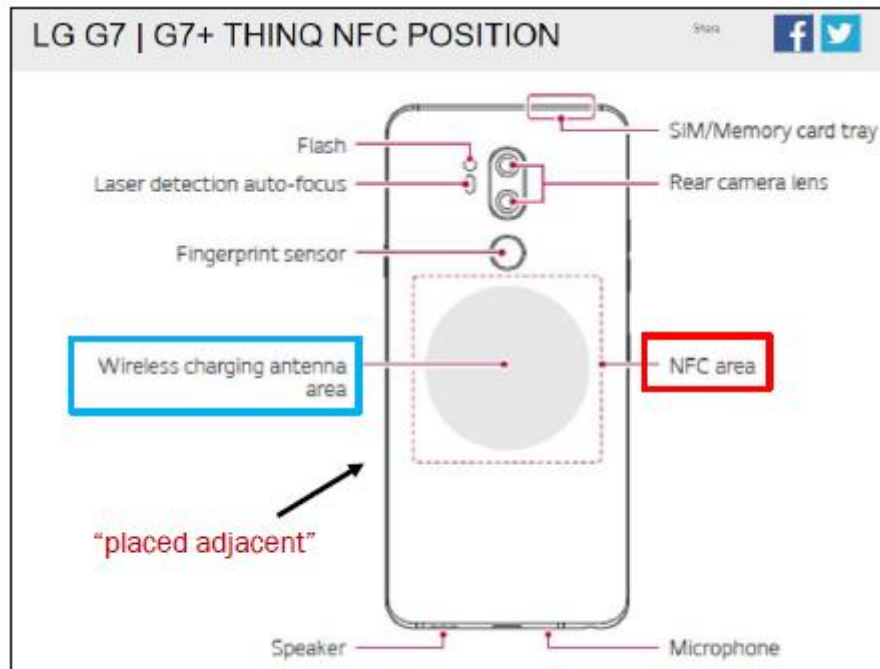 LG G7 | G7+ THINQ NFC POSITION
Share
SIM/Memory card tray
Flash
Laser detection auto-focus
Rear camera lens
Fingerprint sensor
Wireless charging antenna
area
NFC area
"placed adjacent"
Speaker
Microphone